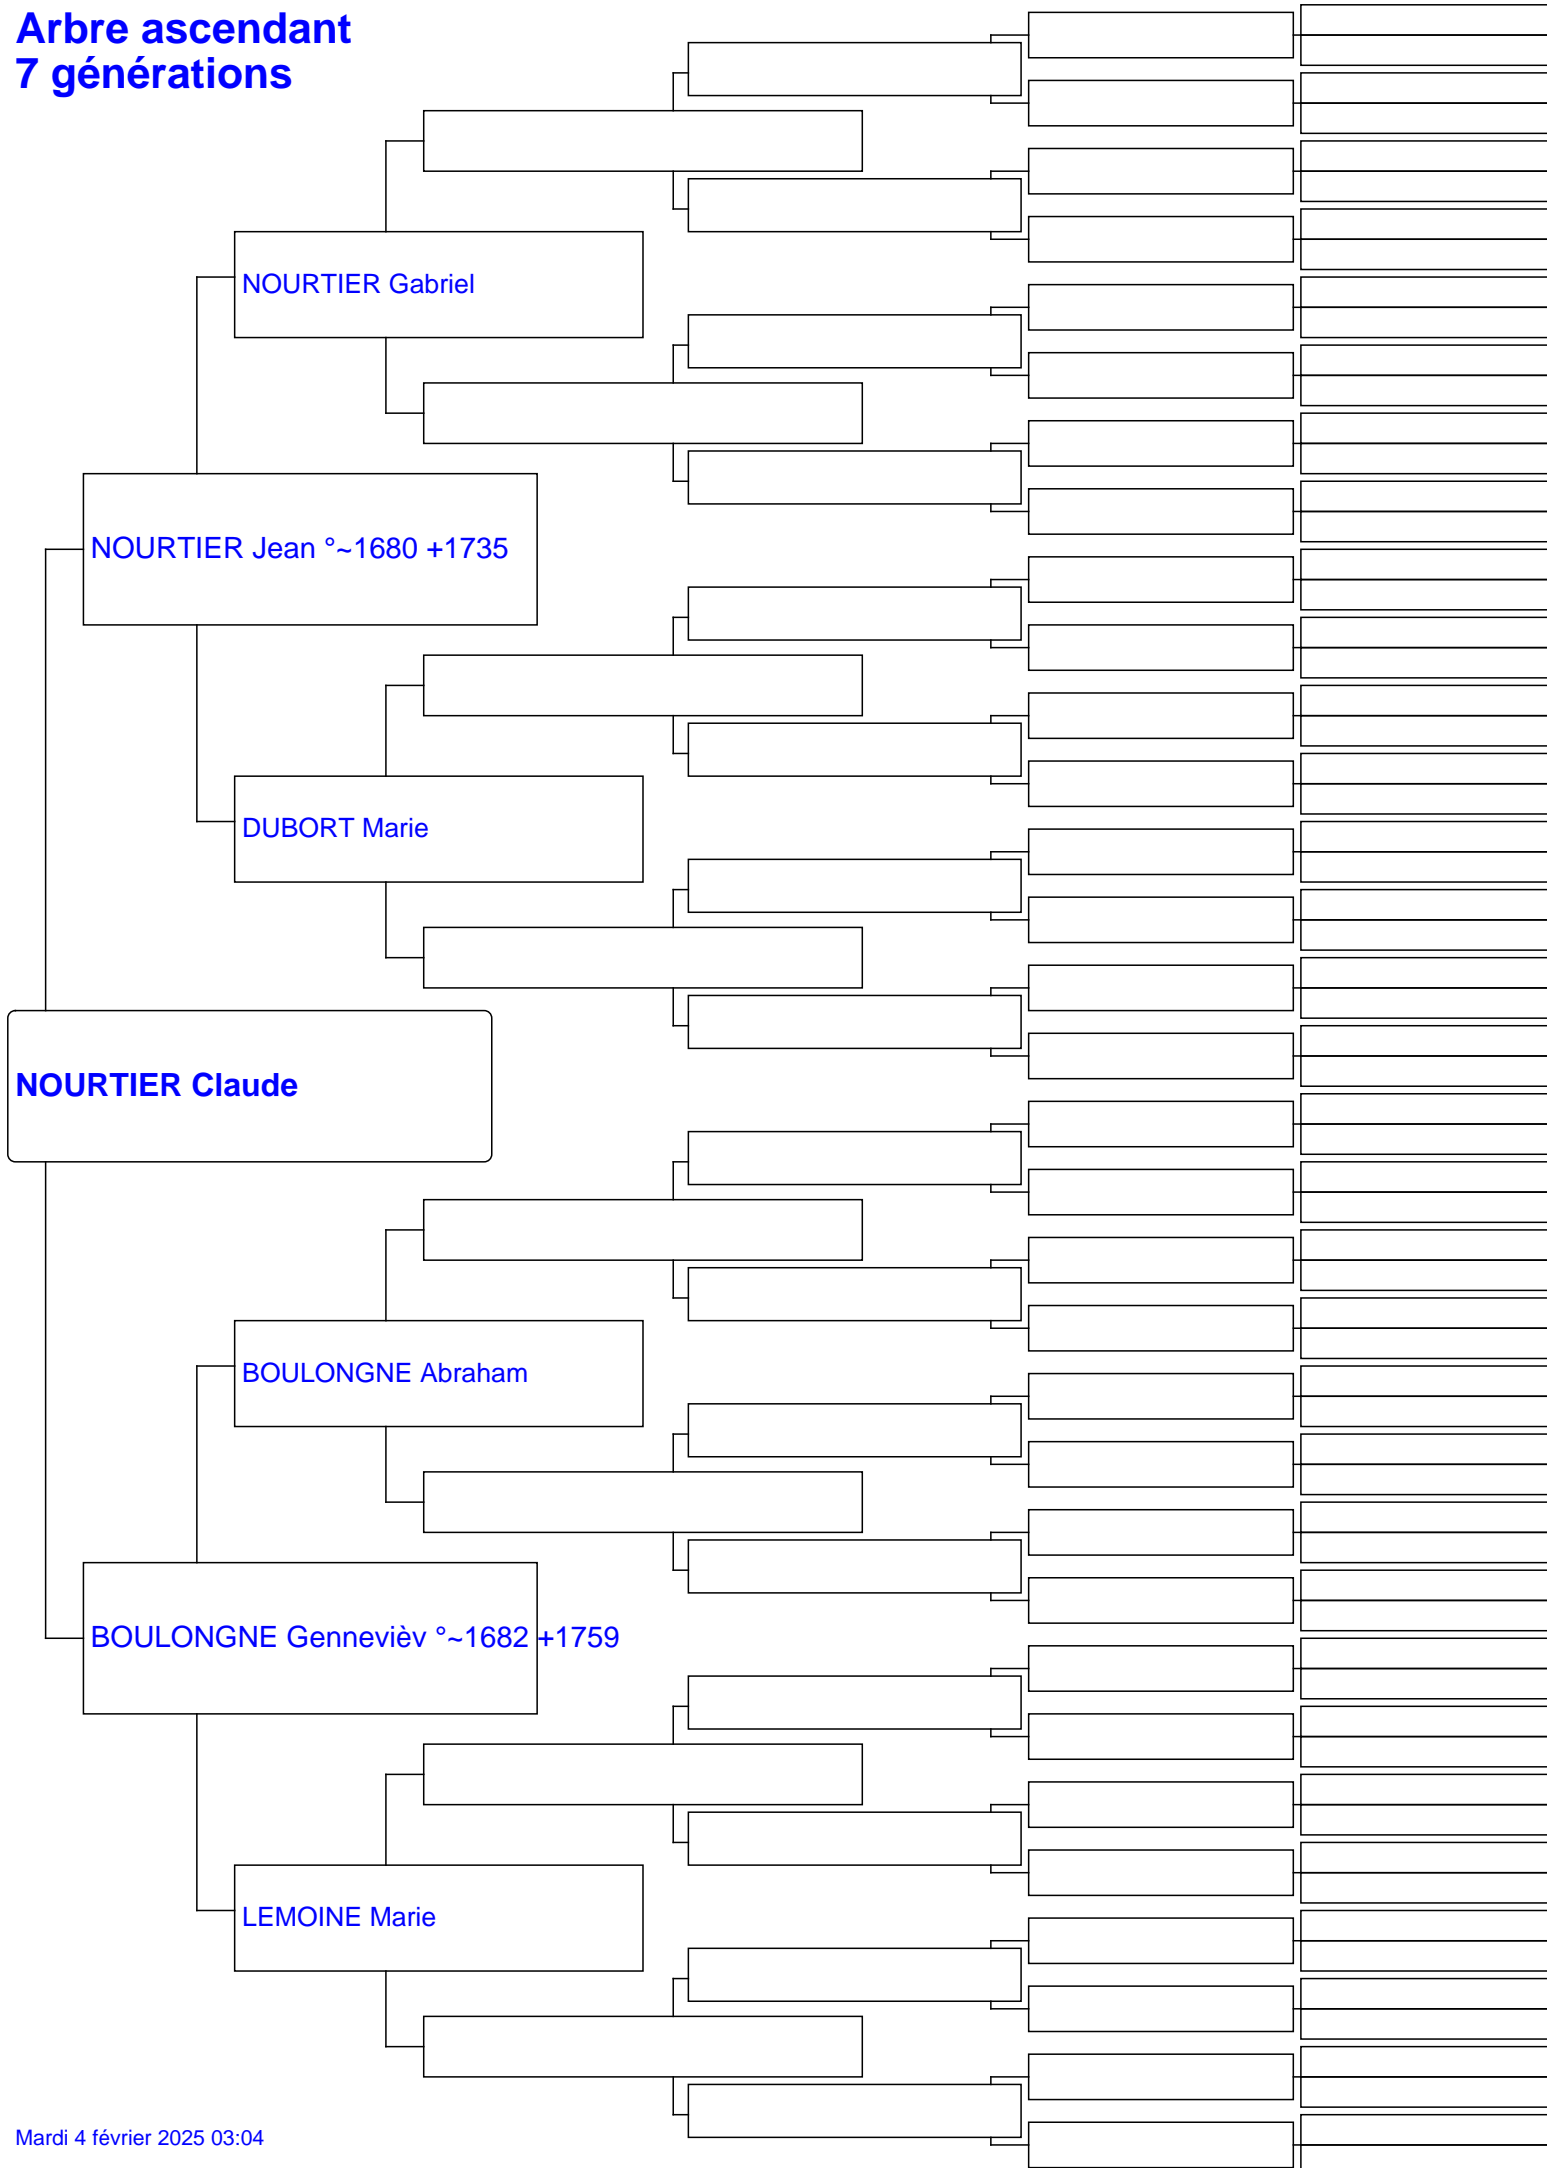 Arbre ascendant
7 générations
NOURTIER Gabriel
NOURTIER Jean °~1680 +1735
DUBORT Marie
NOURTIER Claude
BOULONGNE Abraham
BOULONGNE Gennevièv °~1682 +1759
LEMOINE Marie
Mardi 4 février 2025 03:04